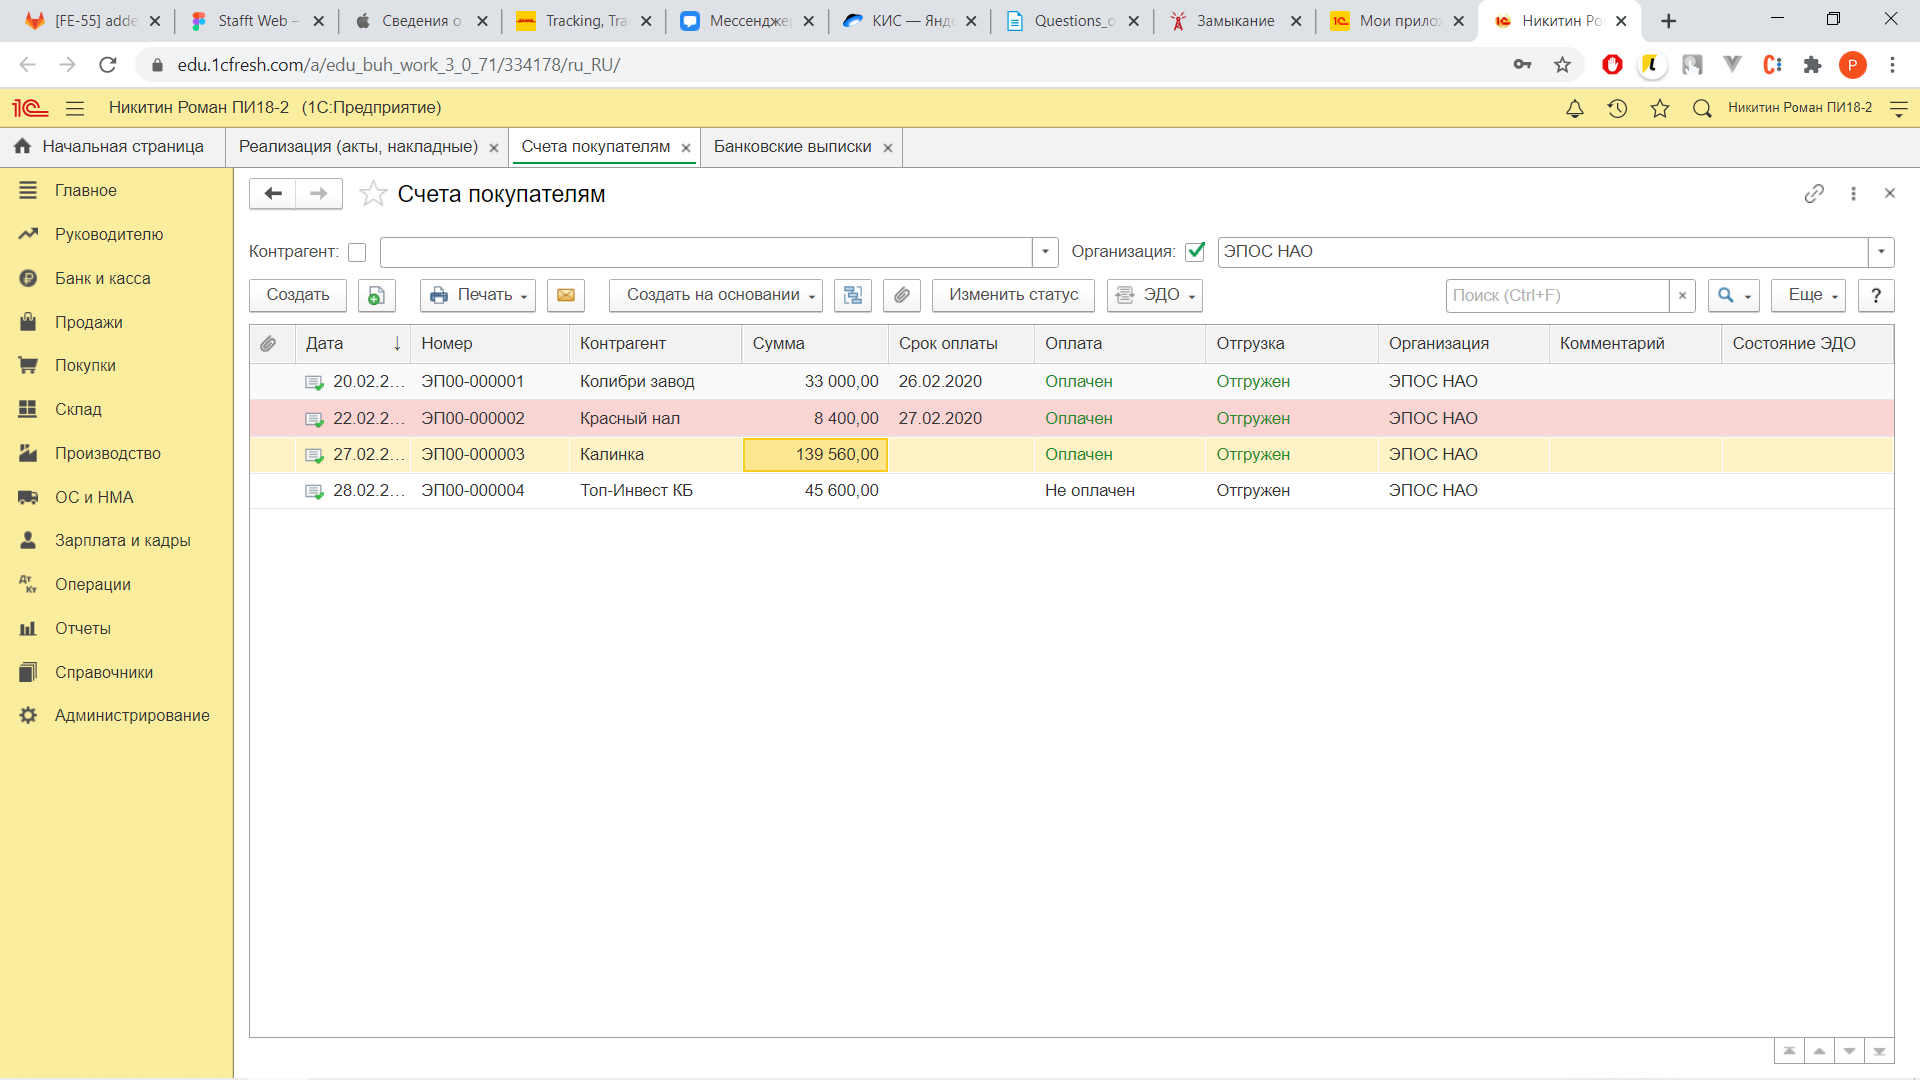 [FE-55] adde
Stafft Web –
Сведения о
Tracking, Tra
Мессендже
КИС — Янд
Questions_o
Замыкание
Мои прило
Никитин Ро
edu.1cfresh.com/a/edu_buh_work_3_0_71/334178/ru_RU/
P
Никитин Роман ПИ18-2 (1С:Предприятие)
Никитин Роман ПИ18-2
Начальная страница
Реализация (акты, накладные)
Счета покупателям
Банковские выписки
Главное
Руководителю
Банк и касса
Продажи
Покупки
Склад
Производство
ОС и НМА
Зарплата и кадры
Операции
Отчеты
Справочники
Администрирование
Счета покупателям
Контрагент:
Организация: ЭПОС НАО
Создать Печать Создать на основании Изменить статус ЭДО Поиск (Ctrl+F) Еще ?
Дата ↓ Номер Контрагент Сумма Срок оплаты Оплата Отгрузка Организация Комментарий Состояние ЭДО
20.02.2... ЭП00-000001 Колибри завод 33 000,00 26.02.2020 Оплачен Отгружен ЭПОС НАО
22.02.2... ЭП00-000002 Красный нал 8 400,00 27.02.2020 Оплачен Отгружен ЭПОС НАО
27.02.2... ЭП00-000003 Калинка 139 560,00 Оплачен Отгружен ЭПОС НАО
28.02.2... ЭП00-000004 Топ-Инвест КБ 45 600,00 Не оплачен Отгружен ЭПОС НАО